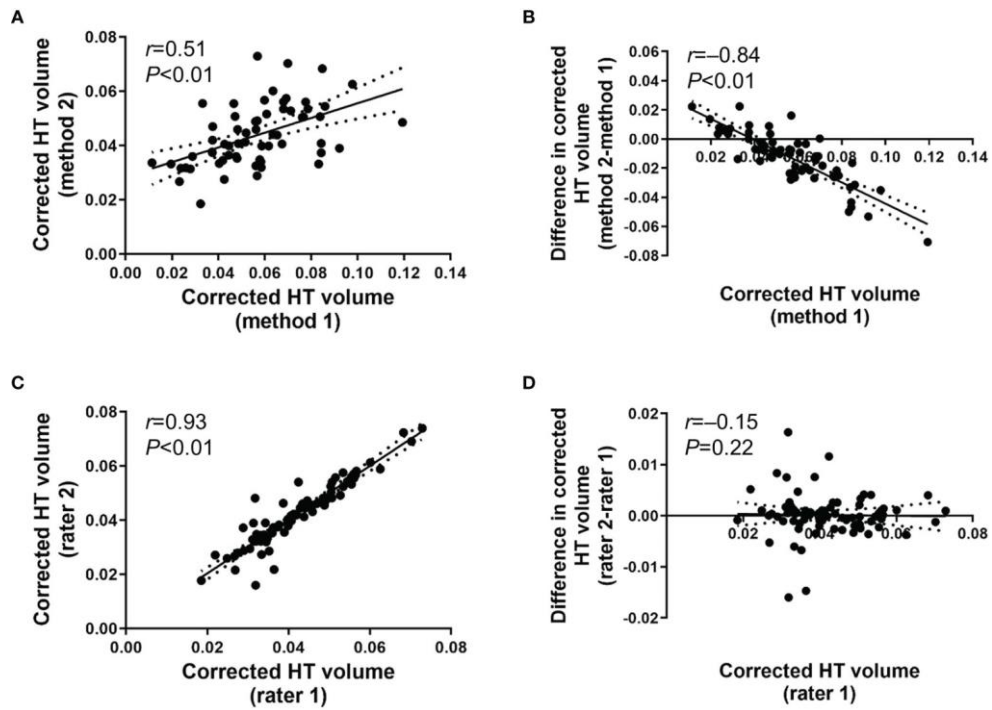 A
r=0.51
P<0.01
Corrected HT volume
(method 2)
0.08
0.06
0.04
0.02
0.00
0.00 0.02 0.04 0.06 0.08 0.10 0.12 0.14
Corrected HT volume
(method 1)
B
r=–0.84
P<0.01
Difference in corrected
HT volume
(method 2-method 1)
0.06
0.04
0.02
0.00
-0.02
-0.04
-0.06
-0.08
0.02 0.04 0.06 0.08 0.10 0.12 0.14
Corrected HT volume
(method 1)
C
r=0.93
P<0.01
Corrected HT volume
(rater 2)
0.08
0.06
0.04
0.02
0.00
0.00 0.02 0.04 0.06 0.08
Corrected HT volume
(rater 1)
D
r=–0.15
P=0.22
Difference in corrected
HT volume
(rater 2-rater 1)
0.02
0.01
0.00
-0.01
-0.02
0.02 0.04 0.06 0.08
Corrected HT volume
(rater 1)